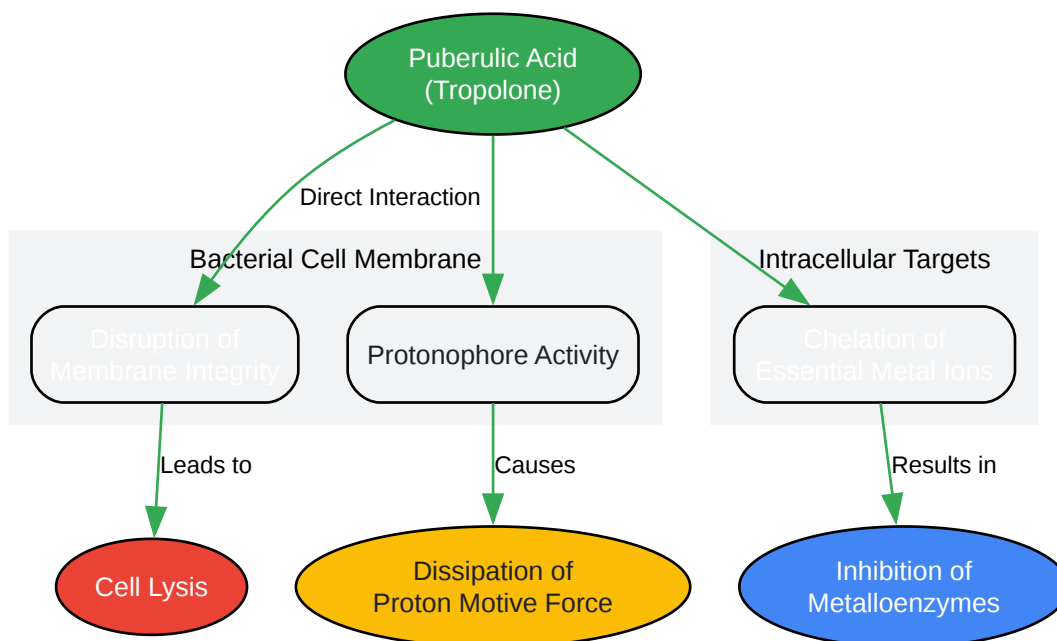 Puberulic Acid
(Tropolone)
Direct Interaction
Bacterial Cell Membrane
Intracellular Targets
Disruption of
Membrane Integrity
Protonophore Activity
Chelation of
Essential Metal Ions
Leads to
Causes
Results in
Cell Lysis
Dissipation of
Proton Motive Force
Inhibition of
Metalloenzymes